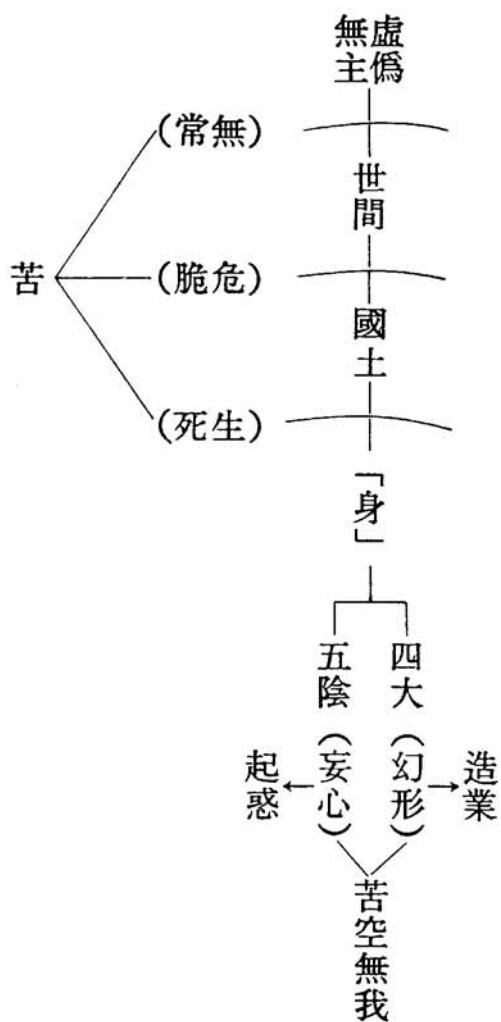 虛僞
無主
世間
國土
「身」
(無常)
(危脆)
(生死)
苦
四大(幻形)
五陰(妄心)
造業
起惑
苦空無我